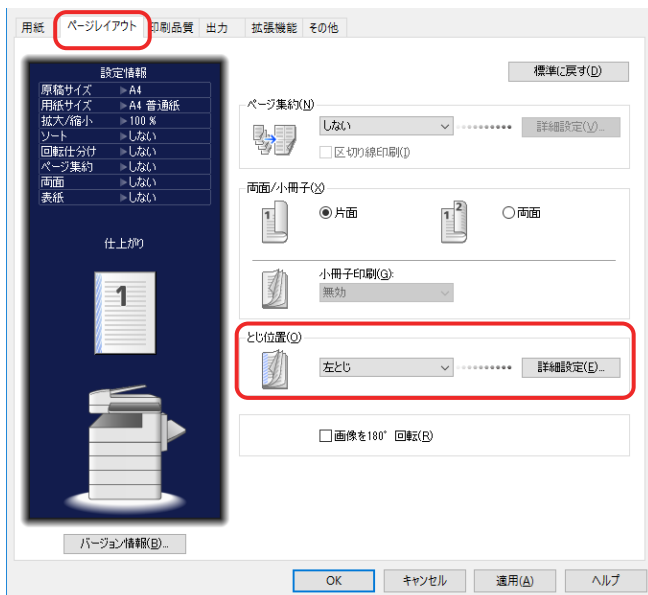 用紙 ページレイアウト 印刷品質 出力 拡張機能 その他
設定情報
原稿サイズ ▶A4
用紙サイズ ▶A4 普通紙
拡大/縮小 ▶100 %
ソート ▶しない
回転仕分け ▶しない
ページ集約 ▶しない
両面 ▶しない
表紙 ▶しない
仕上がり
1
バージョン情報(B)...
標準に戻す(D)
ページ集約(N)
しない 詳細設定(V)...
区切り線印刷(I)
両面/小冊子(X)
1 片面 1 2 両面
小冊子印刷(G):
無効
とじ位置(O)
左とじ 詳細設定(E)...
画像を180° 回転(R)
OK キャンセル 適用(A) ヘルプ